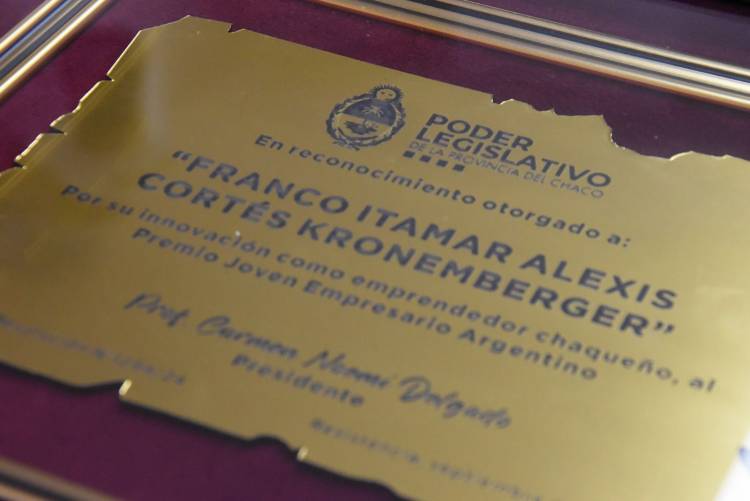 PODER
LEGISLATIVO
DE LA PROVINCIA DEL CHACO
En reconocimiento otorgado a:
"FRANCO ITAMAR ALEXIS
CORTÉS KRONEMBERGER"
Por su innovación como emprendedor chaqueño, al
Premio Joven Empresario Argentino
Prof. Carmen Noemí Delgado
Presidente
Resistencia,